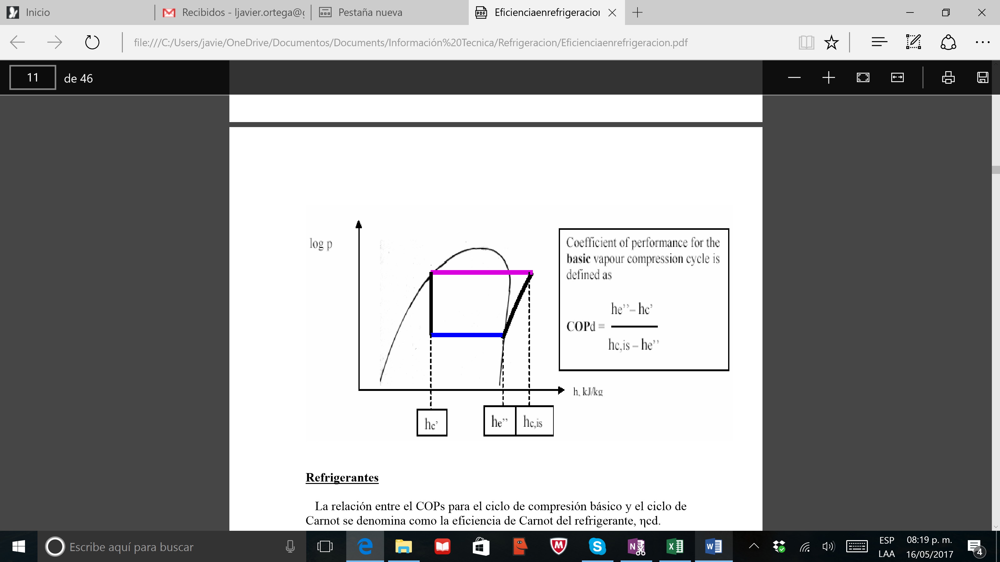 Inicio
Recibidos - ljavier.ortega@g
Pestaña nueva
PDF
Eficienciaenrefrigeracion
file:///C:/Users/javie/OneDrive/Documentos/Documents/Información%20Tecnica/Refrigeracion/Eficienciaenrefrigeracion.pdf
11 de 46
log p
Coefficient of performance for the
basic vapour compression cycle is
defined as
he’’– hc’
COPd =
hc,is – he’’
h, kJ/kg
hc’
he’’
hc,is
Refrigerantes
La relación entre el COPs para el ciclo de compresión básico y el ciclo de
Carnot se denomina como la eficiencia de Carnot del refrigerante, ηcd.
Escribe aquí para buscar
ESP
LAA
08:19 p. m.
16/05/2017
4